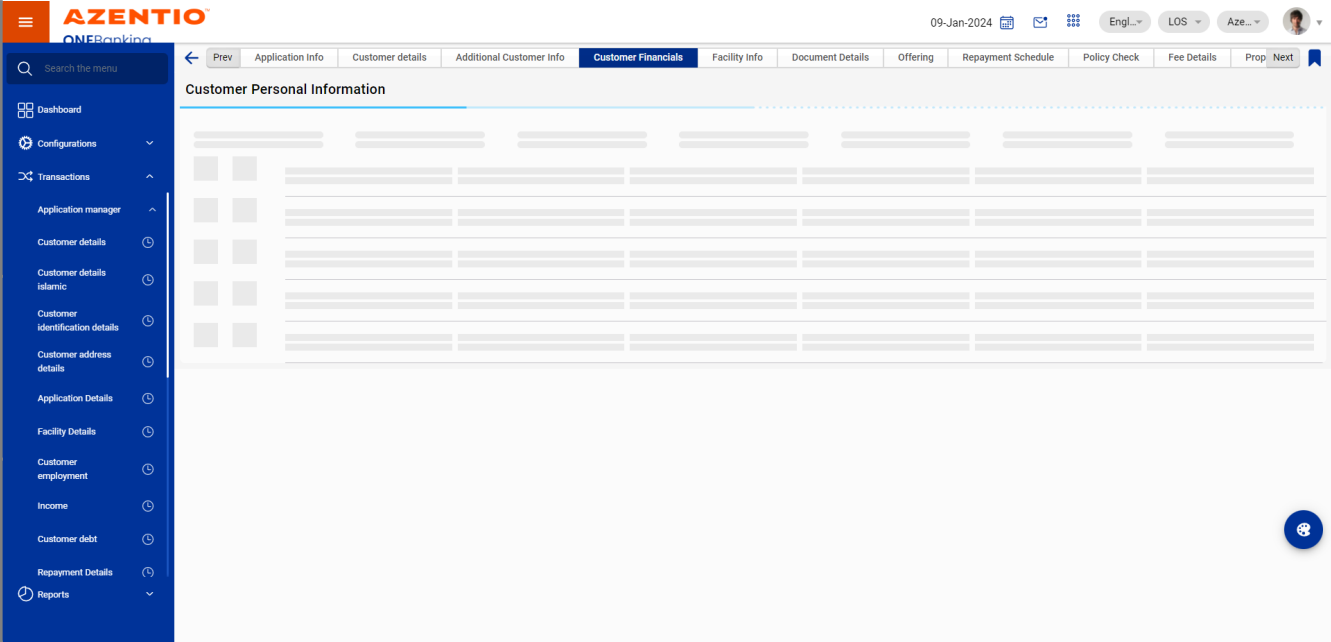 AZENTIO™
ONEBanking
09-Jan-2024
Engl...
LOS
Aze...
Search the menu
Dashboard
Configurations
Transactions
Application manager
Customer details
Customer details
islamic
Customer
identification details
Customer address
details
Application Details
Facility Details
Customer
employment
Income
Customer debt
Repayment Details
Reports
Prev
Application Info
Customer details
Additional Customer Info
Customer Financials
Facility Info
Document Details
Offering
Repayment Schedule
Policy Check
Fee Details
Prop
Next
Customer Personal Information